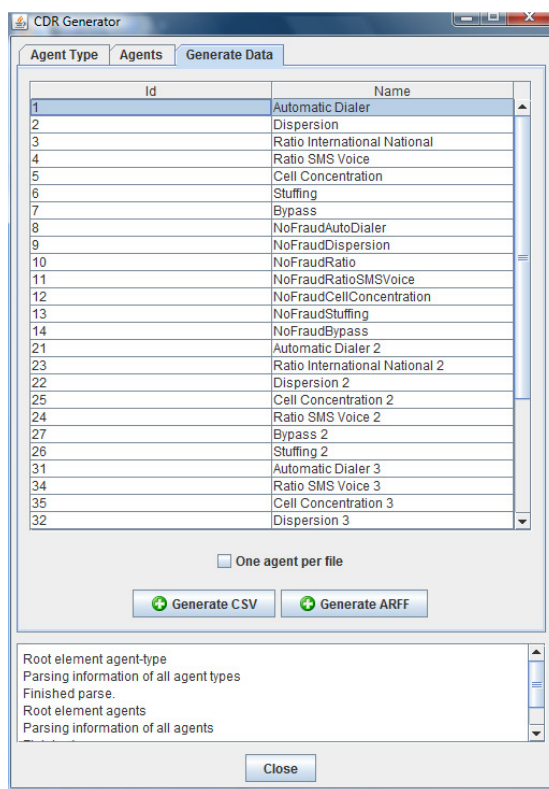 CDR Generator
Agent Type Agents Generate Data
Id Name
1 Automatic Dialer
2 Dispersion
3 Ratio International National
4 Ratio SMS Voice
5 Cell Concentration
6 Stuffing
7 Bypass
8 NoFraudAutoDialer
9 NoFraudDispersion
10 NoFraudRatio
11 NoFraudRatioSMSVoice
12 NoFraudCellConcentration
13 NoFraudStuffing
14 NoFraudBypass
21 Automatic Dialer 2
23 Ratio International National 2
22 Dispersion 2
25 Cell Concentration 2
24 Ratio SMS Voice 2
27 Bypass 2
26 Stuffing 2
31 Automatic Dialer 3
34 Ratio SMS Voice 3
35 Cell Concentration 3
32 Dispersion 3
One agent per file
Generate CSV Generate ARFF
Root element agent-type
Parsing information of all agent types
Finished parse.
Root element agents
Parsing information of all agents
Close